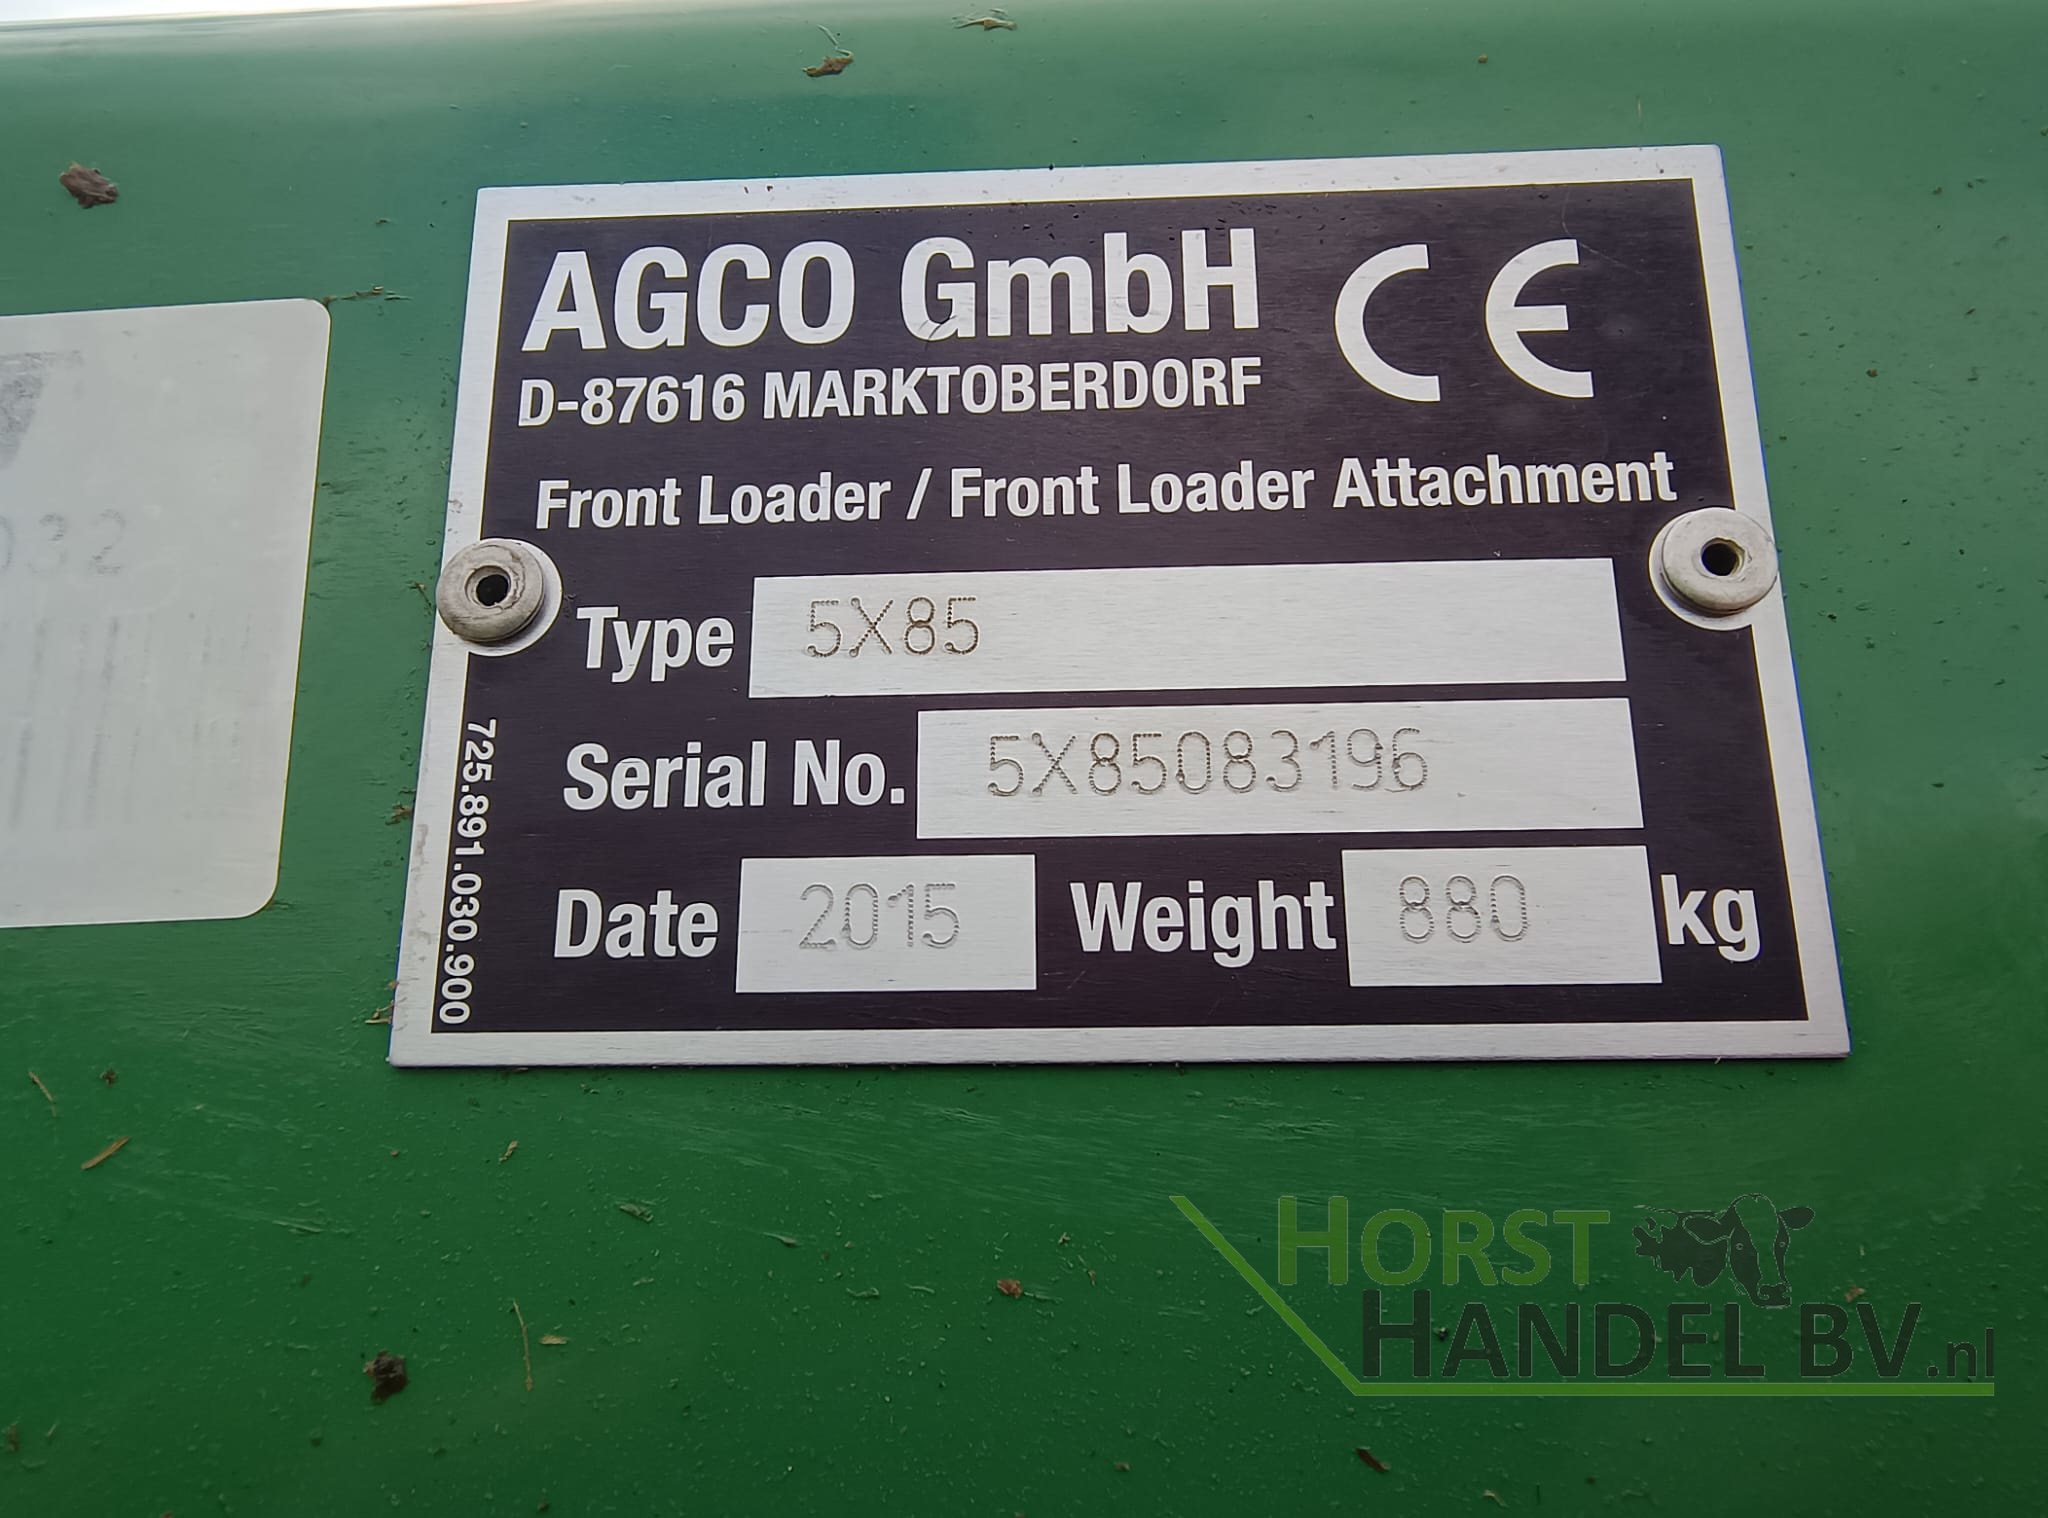 AGCO GmbH CE
D-87616 MARKTOBERDORF
Front Loader / Front Loader Attachment
Type 5X85
Serial No. 5X85083196
Date 2015 Weight 880 kg
725.891.030.900
032
HORST
HANDEL BV.nl